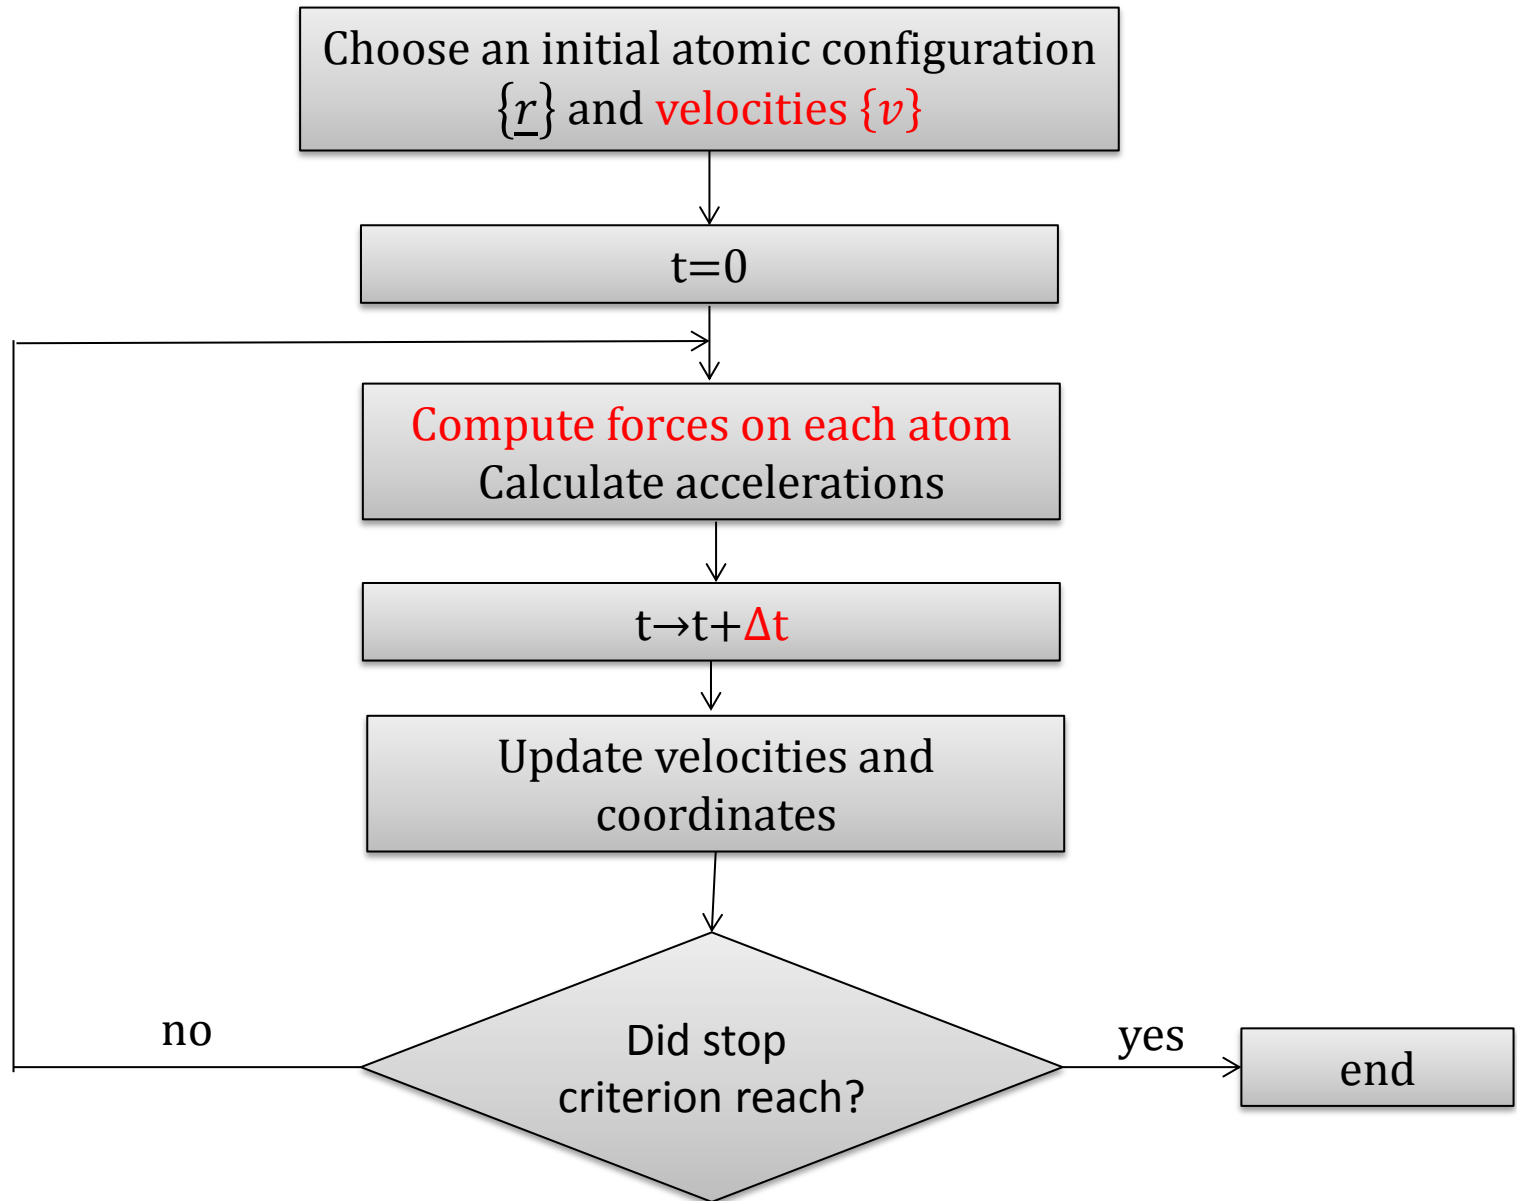 Choose an initial atomic configuration
{r} and velocities {v}
t=0
Compute forces on each atom
Calculate accelerations
t→t+Δt
Update velocities and
coordinates
Did stop
criterion reach?
no
yes
end